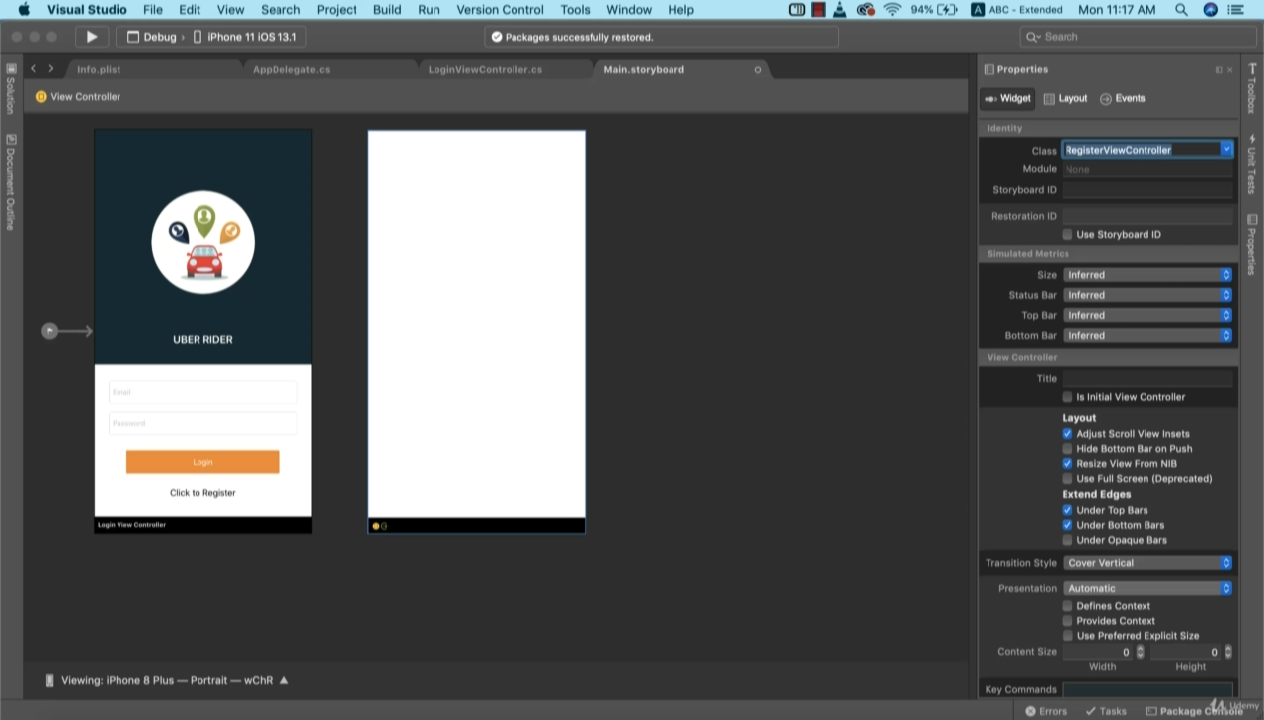 Visual Studio File Edit View Search Project Build Run Version Control Tools Window Help 94% A ABC - Extended Mon 11:17 AM
Debug › iPhone 11 iOS 13.1
Packages successfully restored.
Search
Info.plist
AppDelegate.cs
LoginViewController.cs
Main.storyboard
View Controller
Solution
Document Outline
UBER RIDER
Email
Password
Login
Click to Register
Login View Controller
Viewing: iPhone 8 Plus — Portrait — wChR
Properties
Widget Layout Events
Identity
Class RegisterViewController
Module None
Storyboard ID
Restoration ID
Use Storyboard ID
Simulated Metrics
Size Inferred
Status Bar Inferred
Top Bar Inferred
Bottom Bar Inferred
View Controller
Title
Is Initial View Controller
Layout
Adjust Scroll View Insets
Hide Bottom Bar on Push
Resize View From NIB
Use Full Screen (Deprecated)
Extend Edges
Under Top Bars
Under Bottom Bars
Under Opaque Bars
Transition Style Cover Vertical
Presentation Automatic
Defines Context
Provides Context
Use Preferred Explicit Size
Content Size 0 0
Width Height
Key Commands
Toolbox
Unit Tests
Properties
Errors Tasks Package Console
Udemy